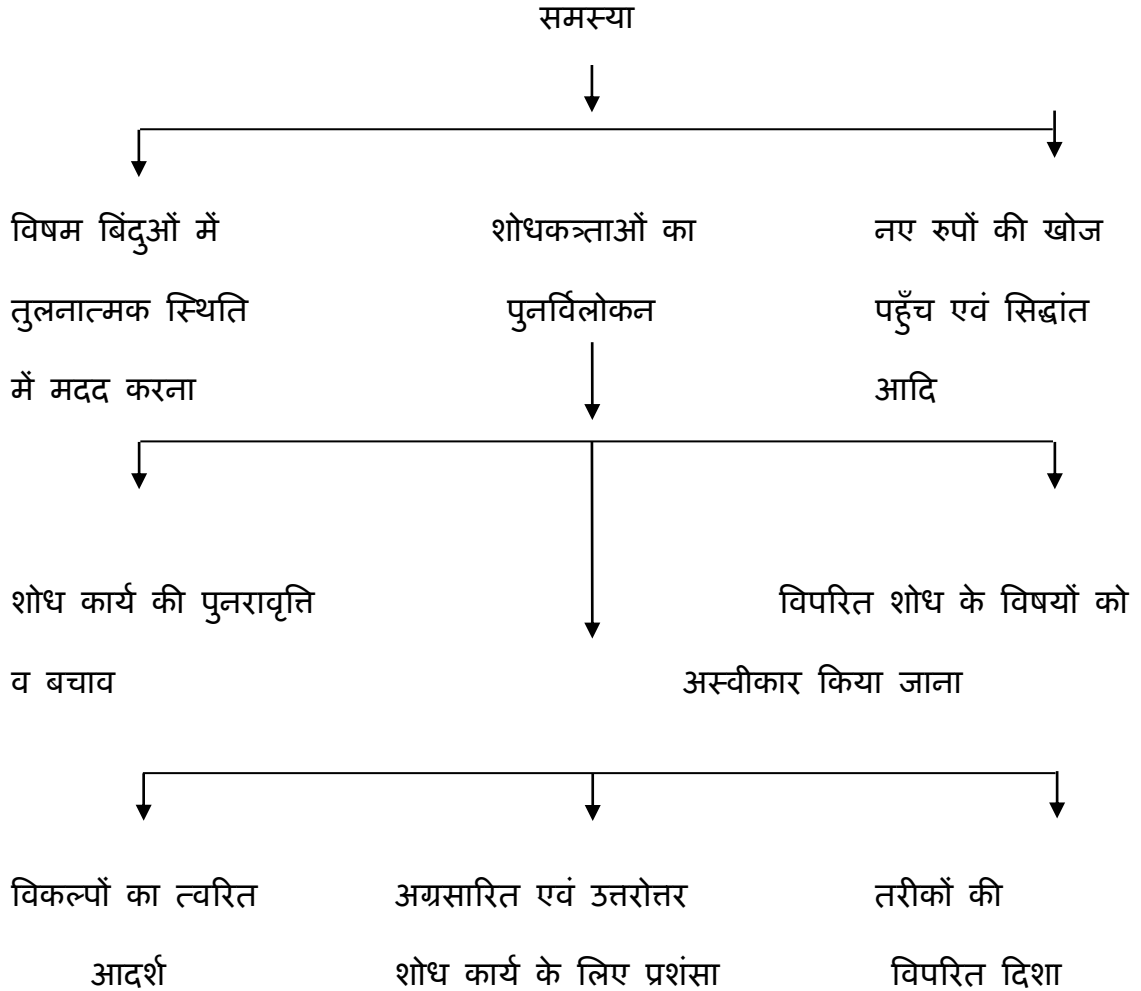 समस्या
विषम बिंदुओं में शोधकत्र्ताओं का नए रुपों की खोज
तुलनात्मक स्थिति पुनर्विलोकन पहुँच एवं सिद्धांत
में मदद करना आदि
शोध कार्य की पुनरावृत्ति विपरित शोध के विषयों को
व बचाव अस्वीकार किया जाना
विकल्पों का त्वरित अग्रसारित एवं उत्तरोत्तर तरीकों की
आदर्श शोध कार्य के लिए प्रशंसा विपरित दिशा